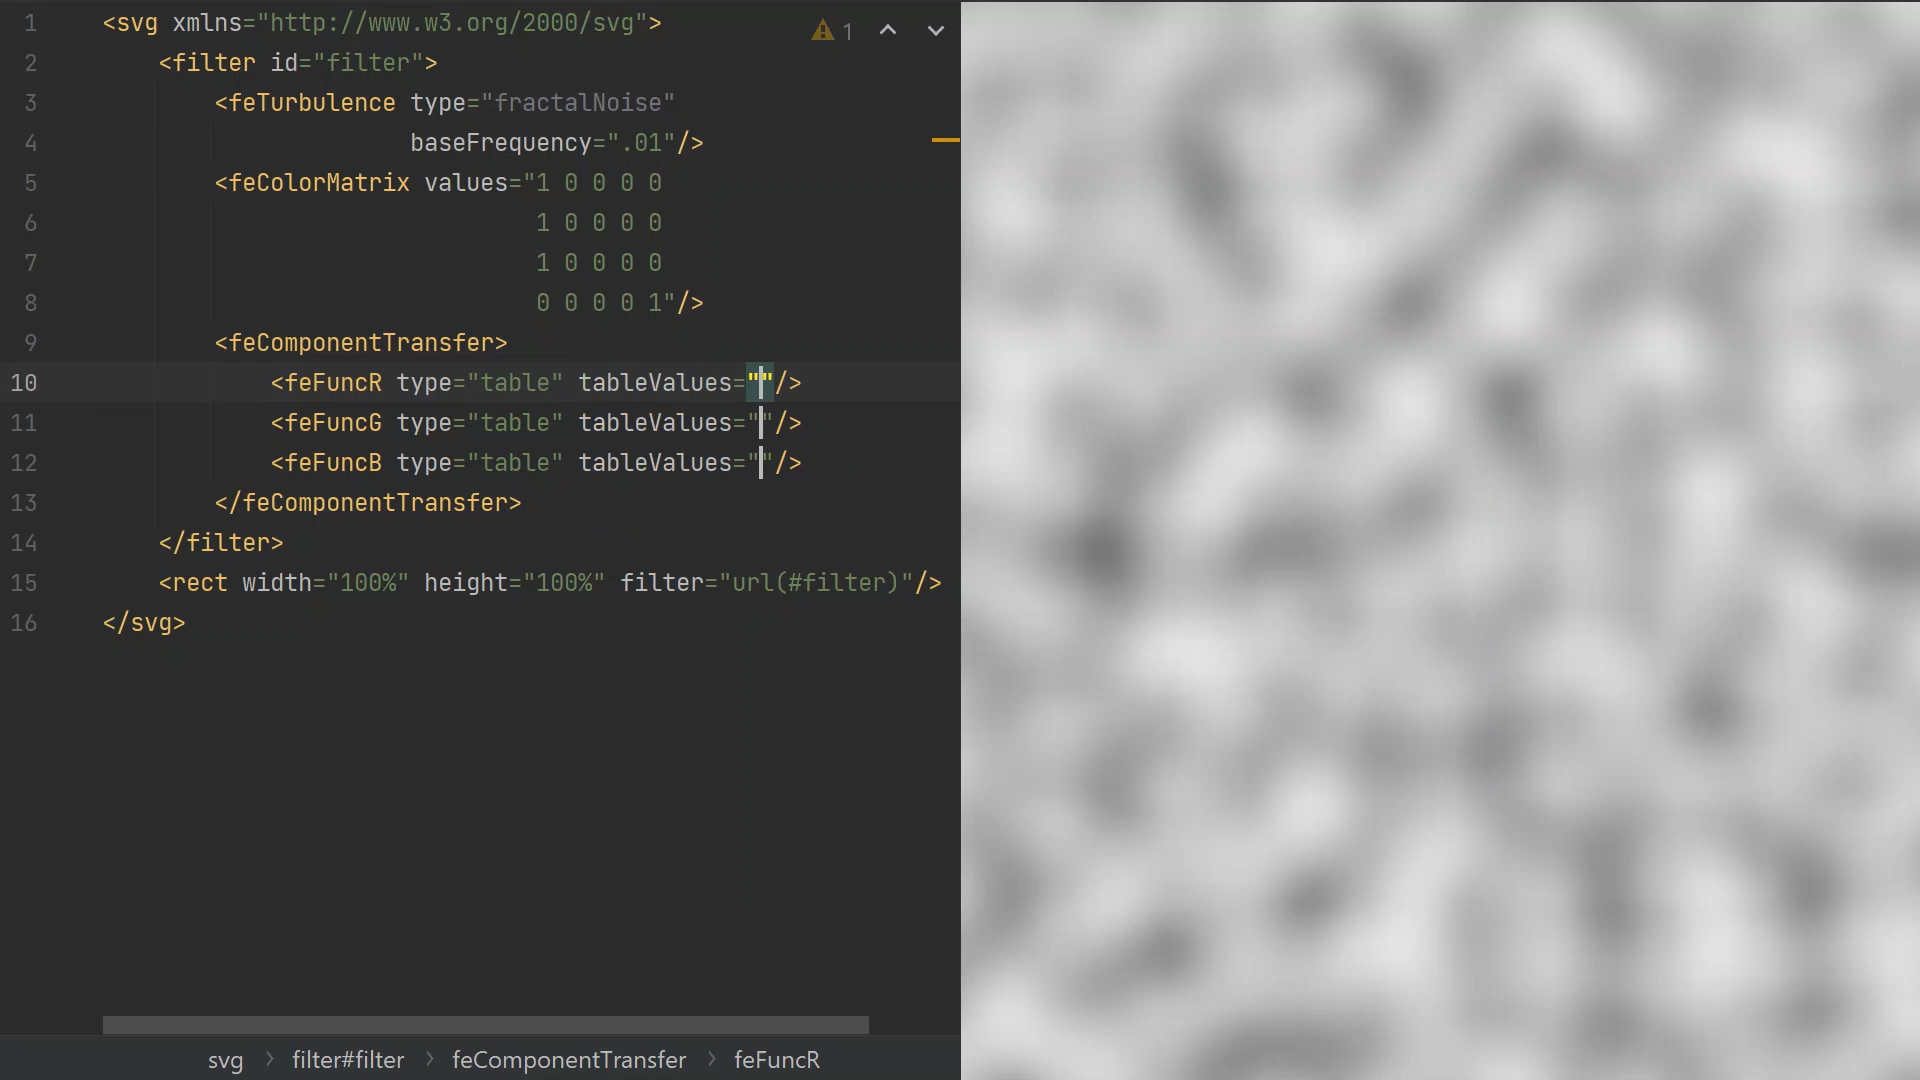 1 <svg xmlns="http://www.w3.org/2000/svg">
2 <filter id="filter">
3 <feTurbulence type="fractalNoise"
4 baseFrequency=".01"/>
5 <feColorMatrix values="1 0 0 0 0
6 1 0 0 0 0
7 1 0 0 0 0
8 0 0 0 0 1"/>
9 <feComponentTransfer>
10 <feFuncR type="table" tableValues=""/>
11 <feFuncG type="table" tableValues=""/>
12 <feFuncB type="table" tableValues=""/>
13 </feComponentTransfer>
14 </filter>
15 <rect width="100%" height="100%" filter="url(#filter)"/>
16 </svg>
1
svg > filter#filter > feComponentTransfer > feFuncR